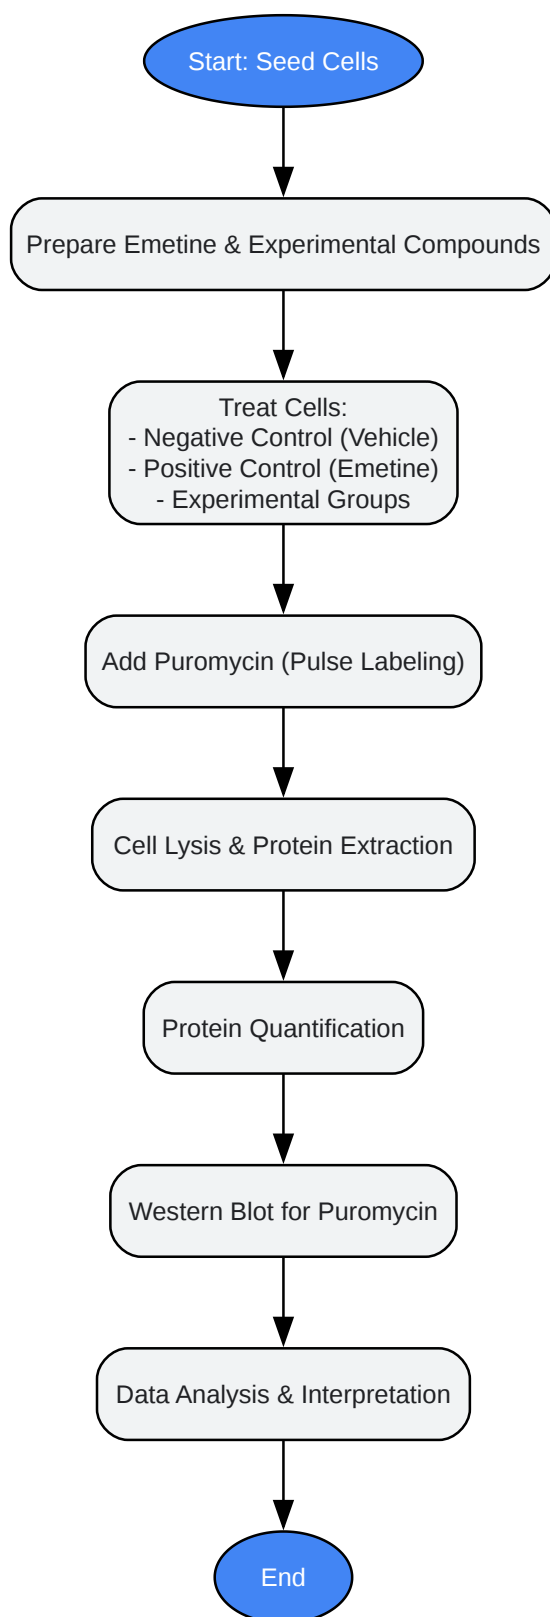 Start: Seed Cells
Prepare Emetine & Experimental Compounds
Treat Cells:
- Negative Control (Vehicle)
- Positive Control (Emetine)
- Experimental Groups
Add Puromycin (Pulse Labeling)
Cell Lysis & Protein Extraction
Protein Quantification
Western Blot for Puromycin
Data Analysis & Interpretation
End